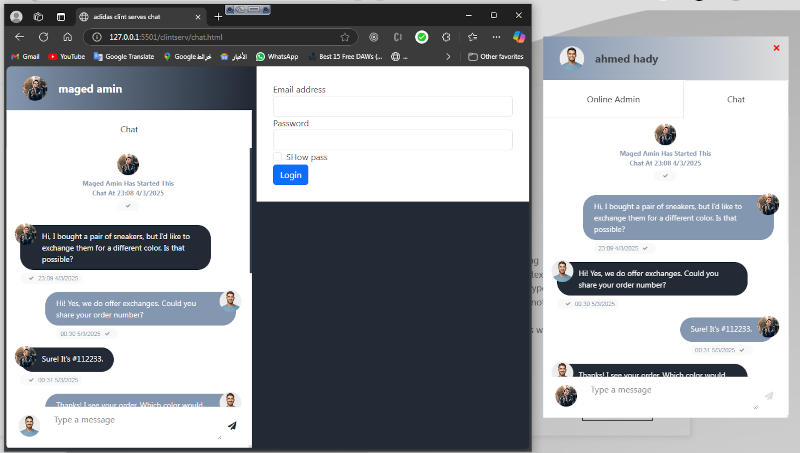 adidas clint serves chat
127.0.0.1:5501/clintserv/chat.html
Gmail
YouTube
Google Translate
خرائط Google
الأخبار
WhatsApp
Best 15 Free DAWs (...
...
Other favorites
maged amin
Chat
Maged Amin Has Started This
Chat At 23:08 4/3/2025
Hi, I bought a pair of sneakers, but I'd like to
exchange them for a different color. Is that
possible?
23:09 4/3/2025
Hi! Yes, we do offer exchanges. Could you
share your order number?
00:30 5/3/2025
Sure! It's #112233.
00:31 5/3/2025
Thanks! I see your order. Which color would
Type a message
Email address
Password
SHow pass
Login
ahmed hady
Online Admin
Chat
Maged Amin Has Started This
Chat At 23:08 4/3/2025
Hi, I bought a pair of sneakers, but I'd like to
exchange them for a different color. Is that
possible?
23:09 4/3/2025
Hi! Yes, we do offer exchanges. Could you
share your order number?
00:30 5/3/2025
Sure! It's #112233.
00:31 5/3/2025
Thanks! I see your order. Which color would
Type a message